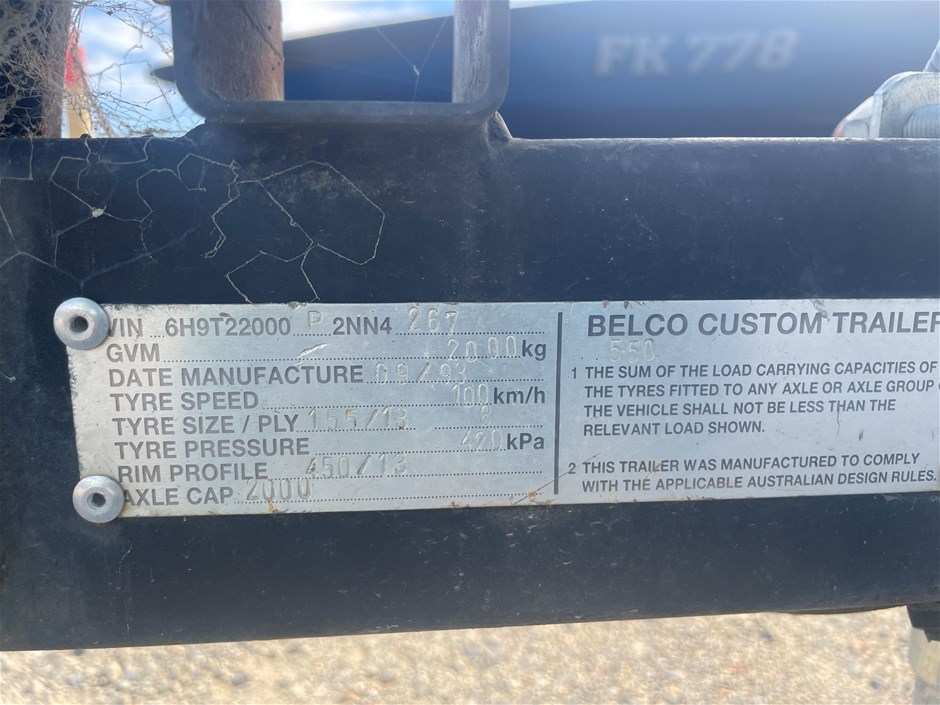 FK 778
VIN 6H9T22000 P 2NN4 267
GVM 2000 kg
DATE MANUFACTURE 09/93
TYRE SPEED 100 km/h
TYRE SIZE / PLY 155/13 8
TYRE PRESSURE 420 kPa
RIM PROFILE 450/13
AXLE CAP 2000
BELCO CUSTOM TRAILER
550
1 THE SUM OF THE LOAD CARRYING CAPACITIES OF
THE TYRES FITTED TO ANY AXLE OR AXLE GROUP
THE VEHICLE SHALL NOT BE LESS THAN THE
RELEVANT LOAD SHOWN.
2 THIS TRAILER WAS MANUFACTURED TO COMPLY
WITH THE APPLICABLE AUSTRALIAN DESIGN RULES.